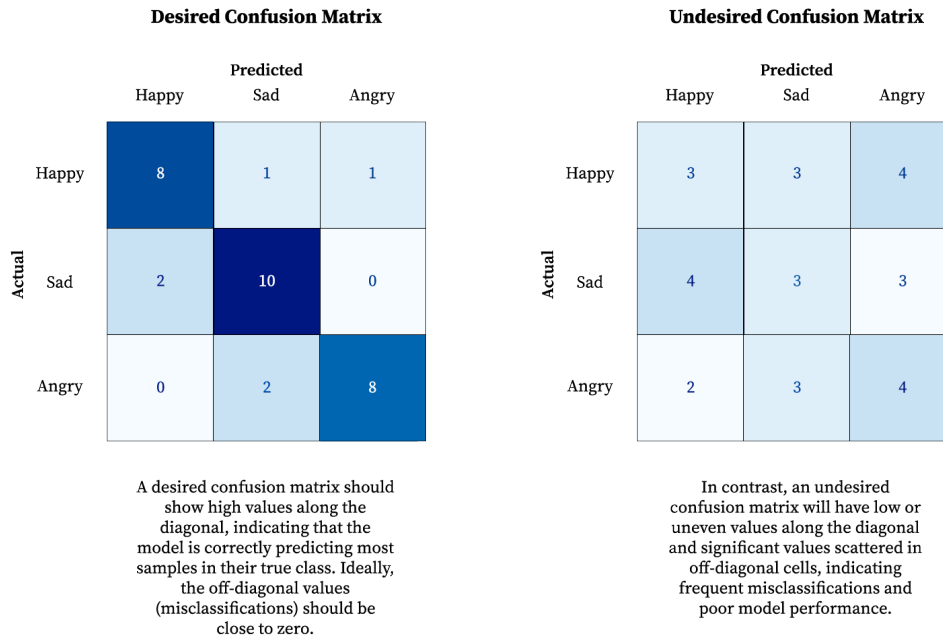 Desired Confusion Matrix
Predicted
Happy Sad Angry
Actual
Happy 8 1 1
Sad 2 10 0
Angry 0 2 8
A desired confusion matrix should
show high values along the
diagonal, indicating that the
model is correctly predicting most
samples in their true class. Ideally,
the off-diagonal values
(misclassifications) should be
close to zero.
Undesired Confusion Matrix
Predicted
Happy Sad Angry
Actual
Happy 3 3 4
Sad 4 3 3
Angry 2 3 4
In contrast, an undesired
confusion matrix will have low or
uneven values along the diagonal
and significant values scattered in
off-diagonal cells, indicating
frequent misclassifications and
poor model performance.